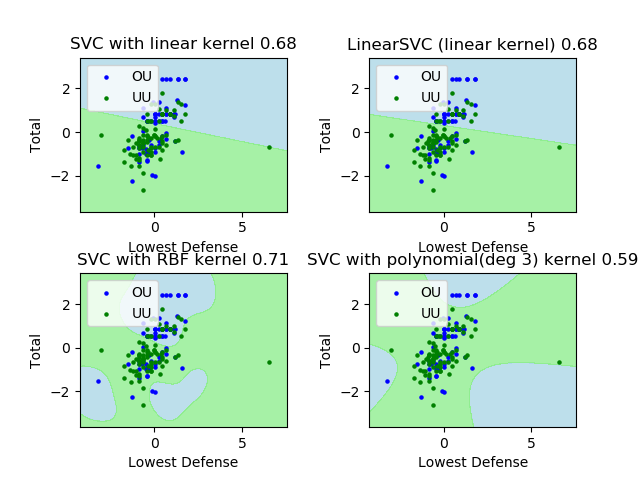 SVC with linear kernel 0.68
LinearSVC (linear kernel) 0.68
OU
UU
2
0
−2
Total
0
5
Lowest Defense
OU
UU
2
0
−2
Total
0
5
Lowest Defense
SVC with RBF kernel 0.71
SVC with polynomial(deg 3) kernel 0.59
OU
UU
2
0
−2
Total
0
5
Lowest Defense
OU
UU
2
0
−2
Total
0
5
Lowest Defense